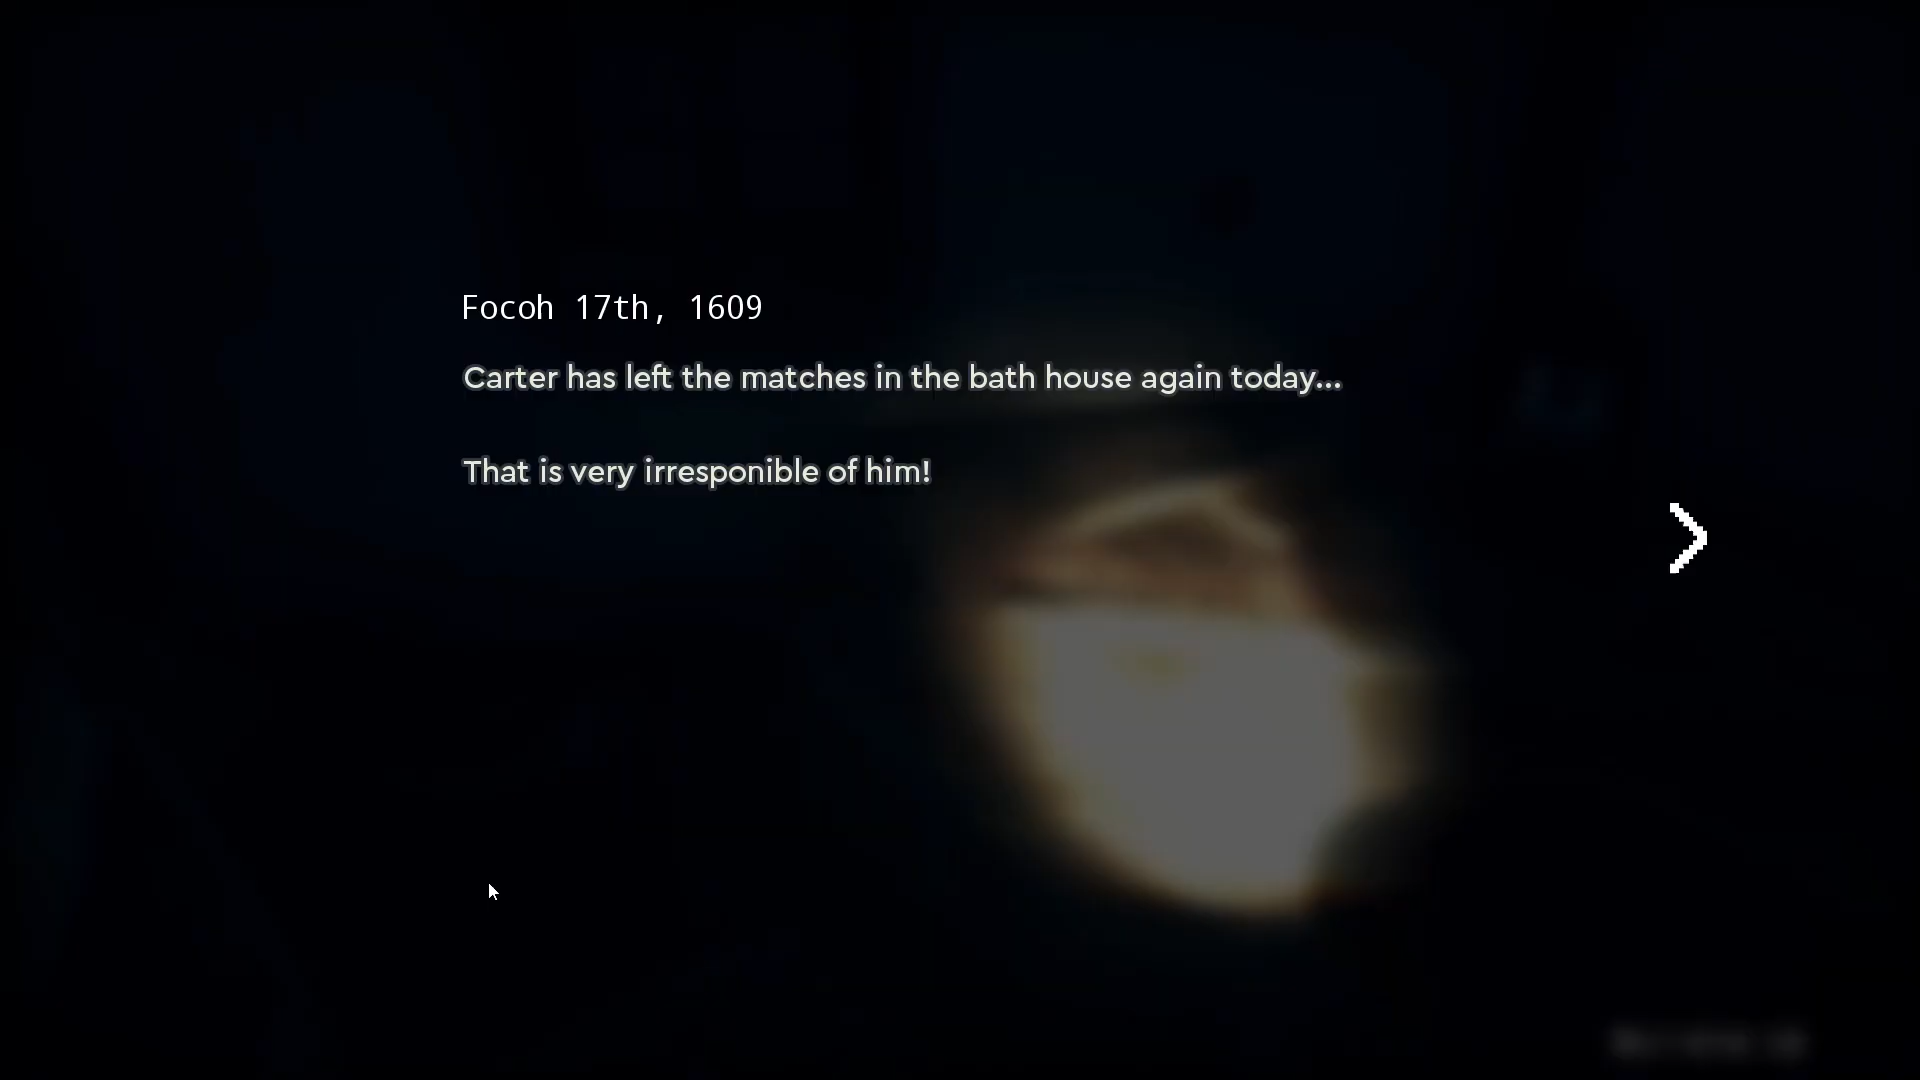 Focoh 17th, 1609
Carter has left the matches in the bath house again today...
That is very irresponible of him!